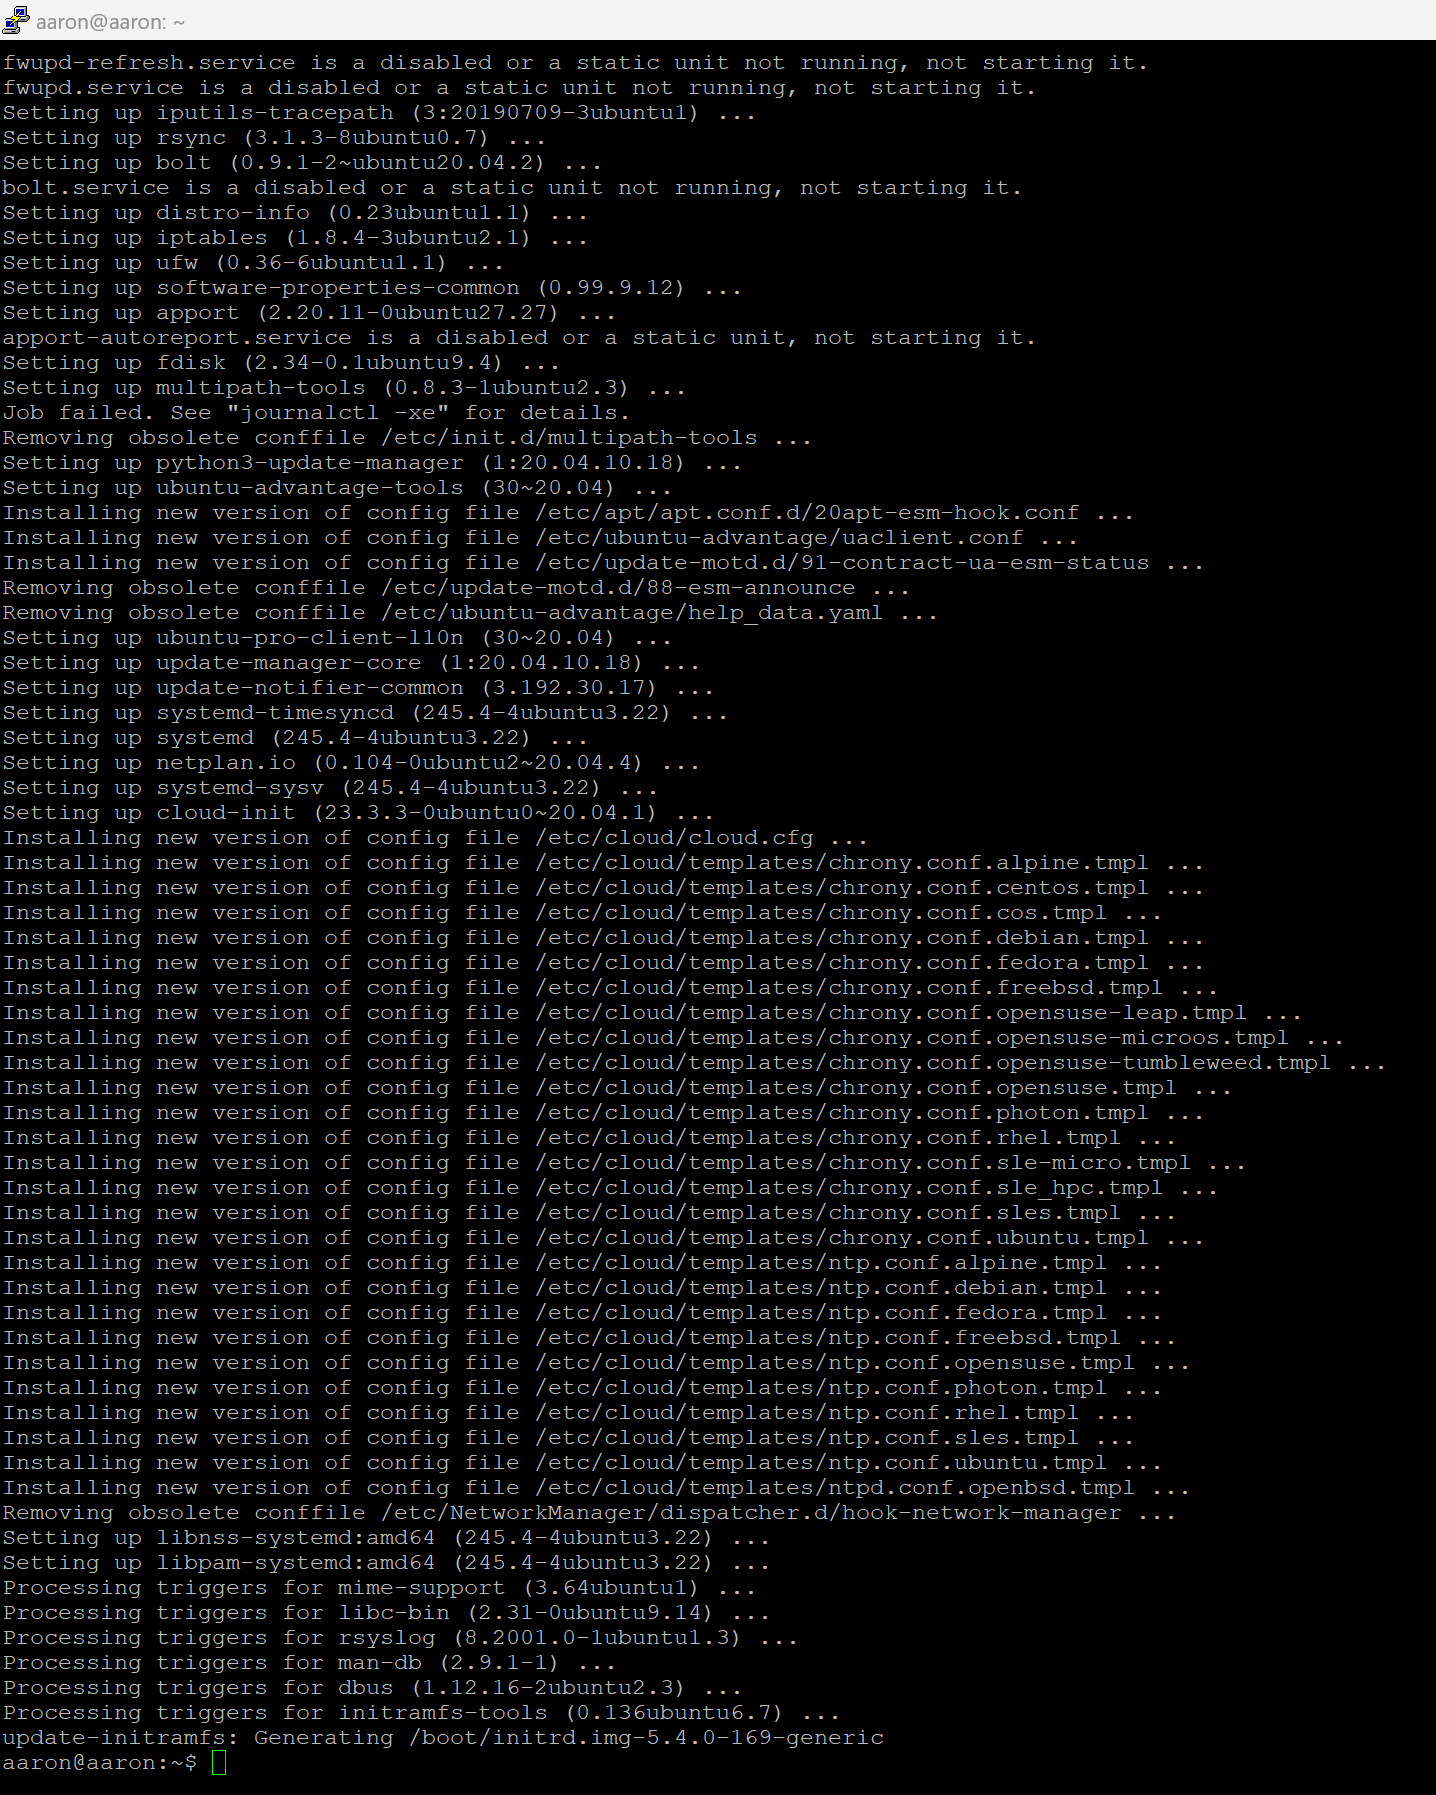 aaron@aaron: ~
fwupd-refresh.service is a disabled or a static unit not running, not starting it.
fwupd.service is a disabled or a static unit not running, not starting it.
Setting up iputils-tracepath (3:20190709-3ubuntu1) ...
Setting up rsync (3.1.3-8ubuntu0.7) ...
Setting up bolt (0.9.1-2~ubuntu20.04.2) ...
bolt.service is a disabled or a static unit not running, not starting it.
Setting up distro-info (0.23ubuntu1.1) ...
Setting up iptables (1.8.4-3ubuntu2.1) ...
Setting up ufw (0.36-6ubuntu1.1) ...
Setting up software-properties-common (0.99.9.12) ...
Setting up apport (2.20.11-0ubuntu27.27) ...
apport-autoreport.service is a disabled or a static unit, not starting it.
Setting up fdisk (2.34-0.1ubuntu9.4) ...
Setting up multipath-tools (0.8.3-1ubuntu2.3) ...
Job failed. See "journalctl -xe" for details.
Removing obsolete conffile /etc/init.d/multipath-tools ...
Setting up python3-update-manager (1:20.04.10.18) ...
Setting up ubuntu-advantage-tools (30~20.04) ...
Installing new version of config file /etc/apt/apt.conf.d/20apt-esm-hook.conf ...
Installing new version of config file /etc/ubuntu-advantage/uaclient.conf ...
Installing new version of config file /etc/update-motd.d/91-contract-ua-esm-status ...
Removing obsolete conffile /etc/update-motd.d/88-esm-announce ...
Removing obsolete conffile /etc/ubuntu-advantage/help_data.yaml ...
Setting up ubuntu-pro-client-l10n (30~20.04) ...
Setting up update-manager-core (1:20.04.10.18) ...
Setting up update-notifier-common (3.192.30.17) ...
Setting up systemd-timesyncd (245.4-4ubuntu3.22) ...
Setting up systemd (245.4-4ubuntu3.22) ...
Setting up netplan.io (0.104-0ubuntu2~20.04.4) ...
Setting up systemd-sysv (245.4-4ubuntu3.22) ...
Setting up cloud-init (23.3.3-0ubuntu0~20.04.1) ...
Installing new version of config file /etc/cloud/cloud.cfg ...
Installing new version of config file /etc/cloud/templates/chrony.conf.alpine.tmpl ...
Installing new version of config file /etc/cloud/templates/chrony.conf.centos.tmpl ...
Installing new version of config file /etc/cloud/templates/chrony.conf.cos.tmpl ...
Installing new version of config file /etc/cloud/templates/chrony.conf.debian.tmpl ...
Installing new version of config file /etc/cloud/templates/chrony.conf.fedora.tmpl ...
Installing new version of config file /etc/cloud/templates/chrony.conf.freebsd.tmpl ...
Installing new version of config file /etc/cloud/templates/chrony.conf.opensuse-leap.tmpl ...
Installing new version of config file /etc/cloud/templates/chrony.conf.opensuse-microos.tmpl ...
Installing new version of config file /etc/cloud/templates/chrony.conf.opensuse-tumbleweed.tmpl ...
Installing new version of config file /etc/cloud/templates/chrony.conf.opensuse.tmpl ...
Installing new version of config file /etc/cloud/templates/chrony.conf.photon.tmpl ...
Installing new version of config file /etc/cloud/templates/chrony.conf.rhel.tmpl ...
Installing new version of config file /etc/cloud/templates/chrony.conf.sle-micro.tmpl ...
Installing new version of config file /etc/cloud/templates/chrony.conf.sle_hpc.tmpl ...
Installing new version of config file /etc/cloud/templates/chrony.conf.sles.tmpl ...
Installing new version of config file /etc/cloud/templates/chrony.conf.ubuntu.tmpl ...
Installing new version of config file /etc/cloud/templates/ntp.conf.alpine.tmpl ...
Installing new version of config file /etc/cloud/templates/ntp.conf.debian.tmpl ...
Installing new version of config file /etc/cloud/templates/ntp.conf.fedora.tmpl ...
Installing new version of config file /etc/cloud/templates/ntp.conf.freebsd.tmpl ...
Installing new version of config file /etc/cloud/templates/ntp.conf.opensuse.tmpl ...
Installing new version of config file /etc/cloud/templates/ntp.conf.photon.tmpl ...
Installing new version of config file /etc/cloud/templates/ntp.conf.rhel.tmpl ...
Installing new version of config file /etc/cloud/templates/ntp.conf.sles.tmpl ...
Installing new version of config file /etc/cloud/templates/ntp.conf.ubuntu.tmpl ...
Installing new version of config file /etc/cloud/templates/ntpd.conf.openbsd.tmpl ...
Removing obsolete conffile /etc/NetworkManager/dispatcher.d/hook-network-manager ...
Setting up libnss-systemd:amd64 (245.4-4ubuntu3.22) ...
Setting up libpam-systemd:amd64 (245.4-4ubuntu3.22) ...
Processing triggers for mime-support (3.64ubuntu1) ...
Processing triggers for libc-bin (2.31-0ubuntu9.14) ...
Processing triggers for rsyslog (8.2001.0-1ubuntu1.3) ...
Processing triggers for man-db (2.9.1-1) ...
Processing triggers for dbus (1.12.16-2ubuntu2.3) ...
Processing triggers for initramfs-tools (0.136ubuntu6.7) ...
update-initramfs: Generating /boot/initrd.img-5.4.0-169-generic
aaron@aaron:~$